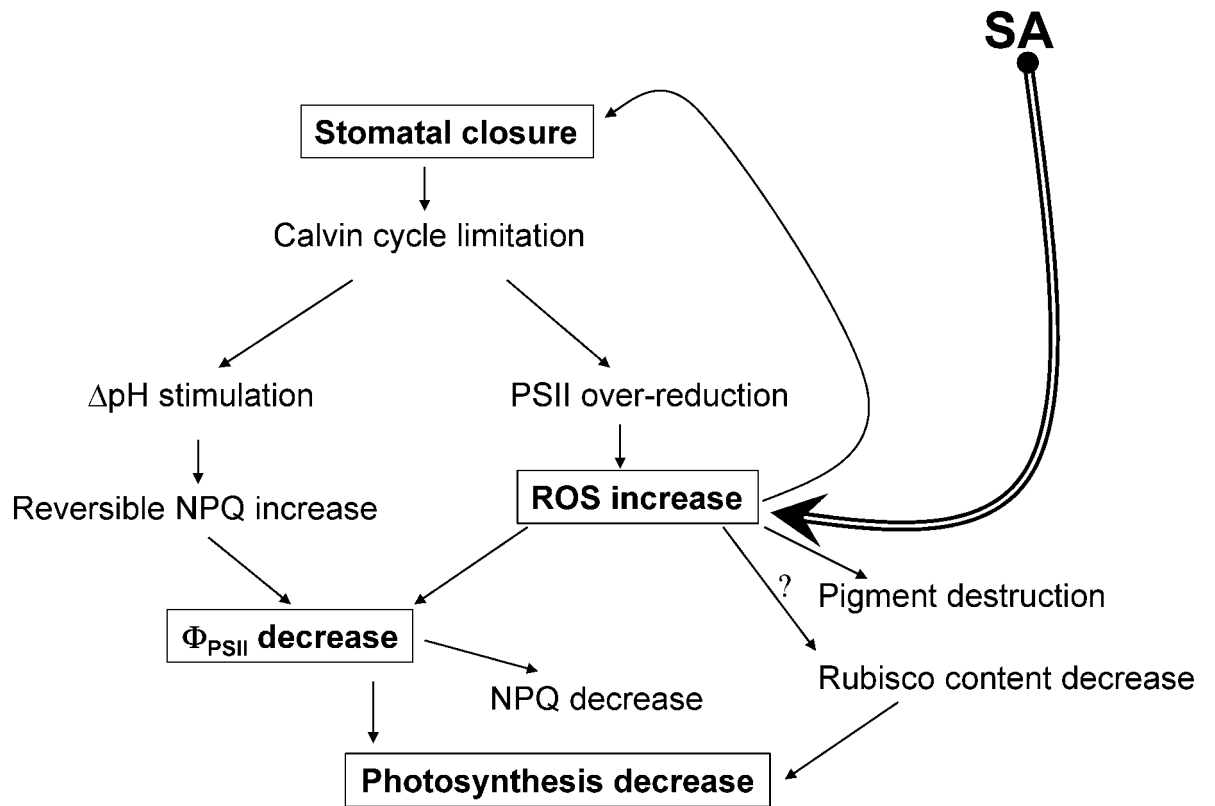 SA
Stomatal closure
Calvin cycle limitation
ΔpH stimulation
PSII over-reduction
Reversible NPQ increase
ROS increase
?
Pigment destruction
ΦPSII decrease
NPQ decrease
Rubisco content decrease
Photosynthesis decrease